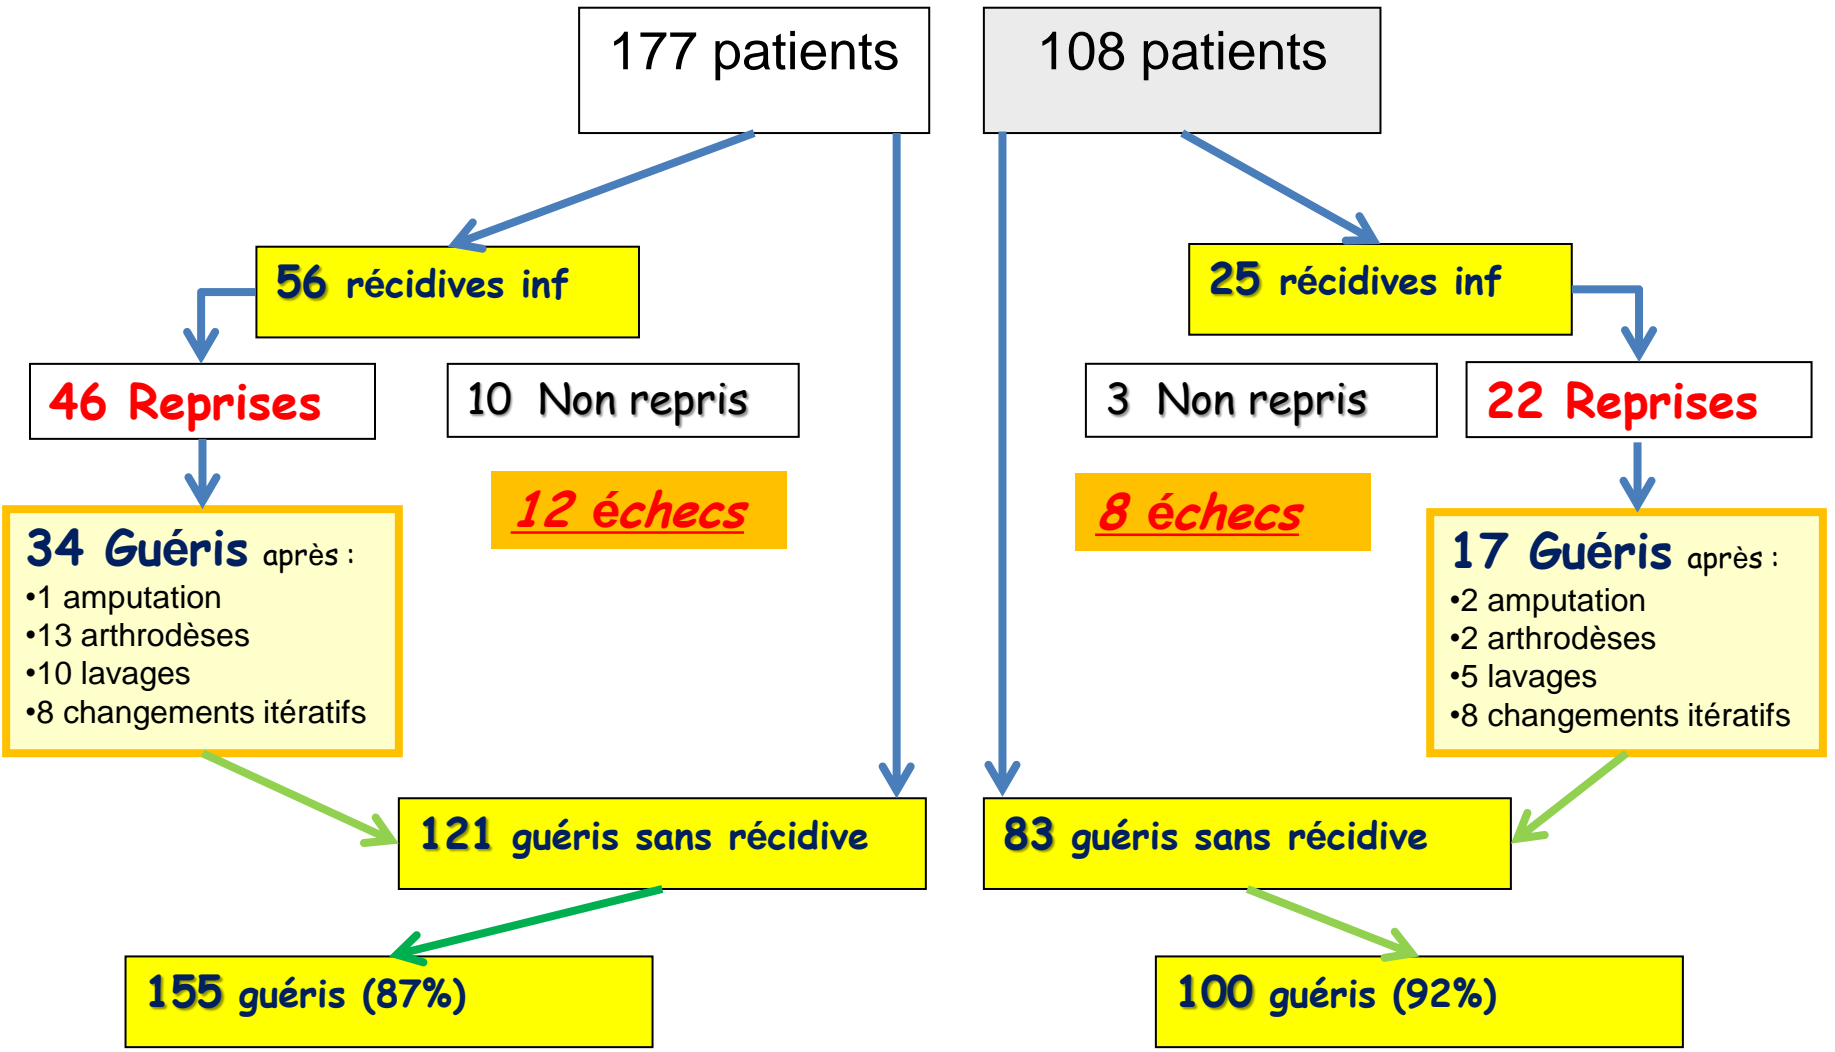 177 patients
108 patients
56 récidives inf
25 récidives inf
46 Reprises
10 Non repris
3 Non repris
22 Reprises
12 échecs
8 échecs
34 Guéris après :
•1 amputation
•13 arthrodèses
•10 lavages
•8 changements itératifs
17 Guéris après :
•2 amputation
•2 arthrodèses
•5 lavages
•8 changements itératifs
121 guéris sans récidive
83 guéris sans récidive
155 guéris (87%)
100 guéris (92%)